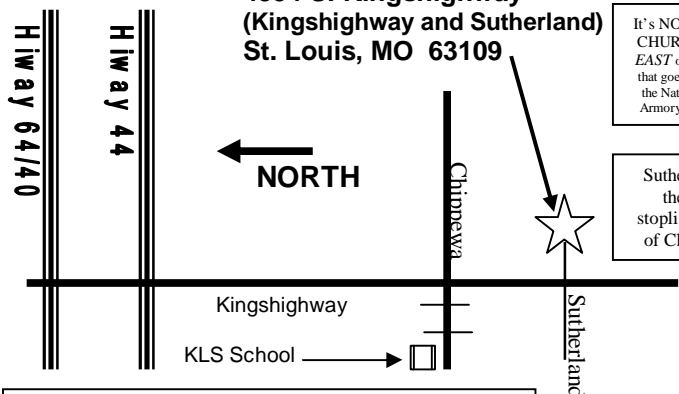 (Kingshighway and Sutherland)
St. Louis, MO 63109
It's NO
CHUR
EAST o
that goe
the Nat
Armory
Hiway 64/40
Hiway 44
NORTH
Chippewa
Suthe
the
stopli
of Cl
Kingshighway
Sutherland
KLS School